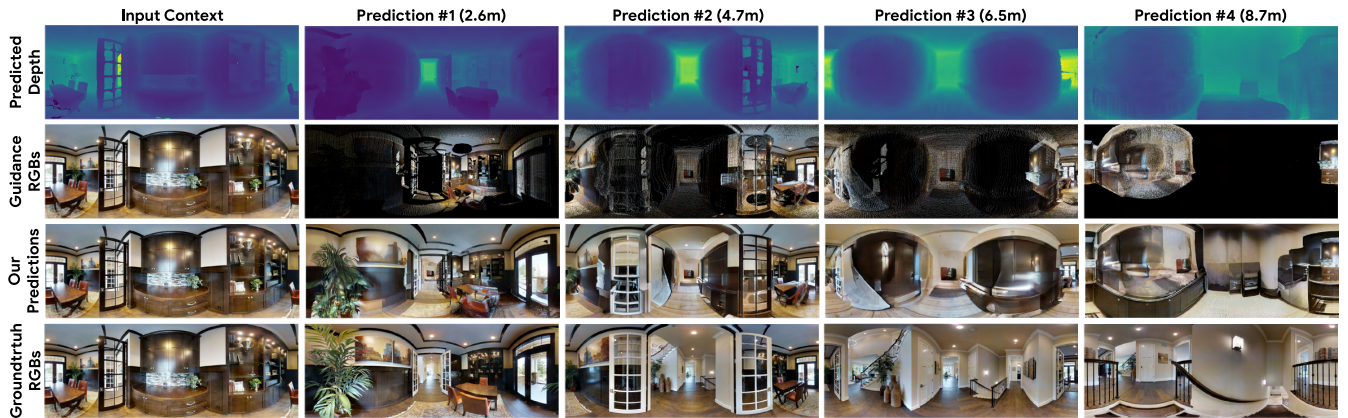 Input Context
Prediction #1 (2.6m)
Prediction #2 (4.7m)
Prediction #3 (6.5m)
Prediction #4 (8.7m)
Predicted
Depth
Guidance
RGBs
Our
Predictions
Groundtrtuh
RGBs